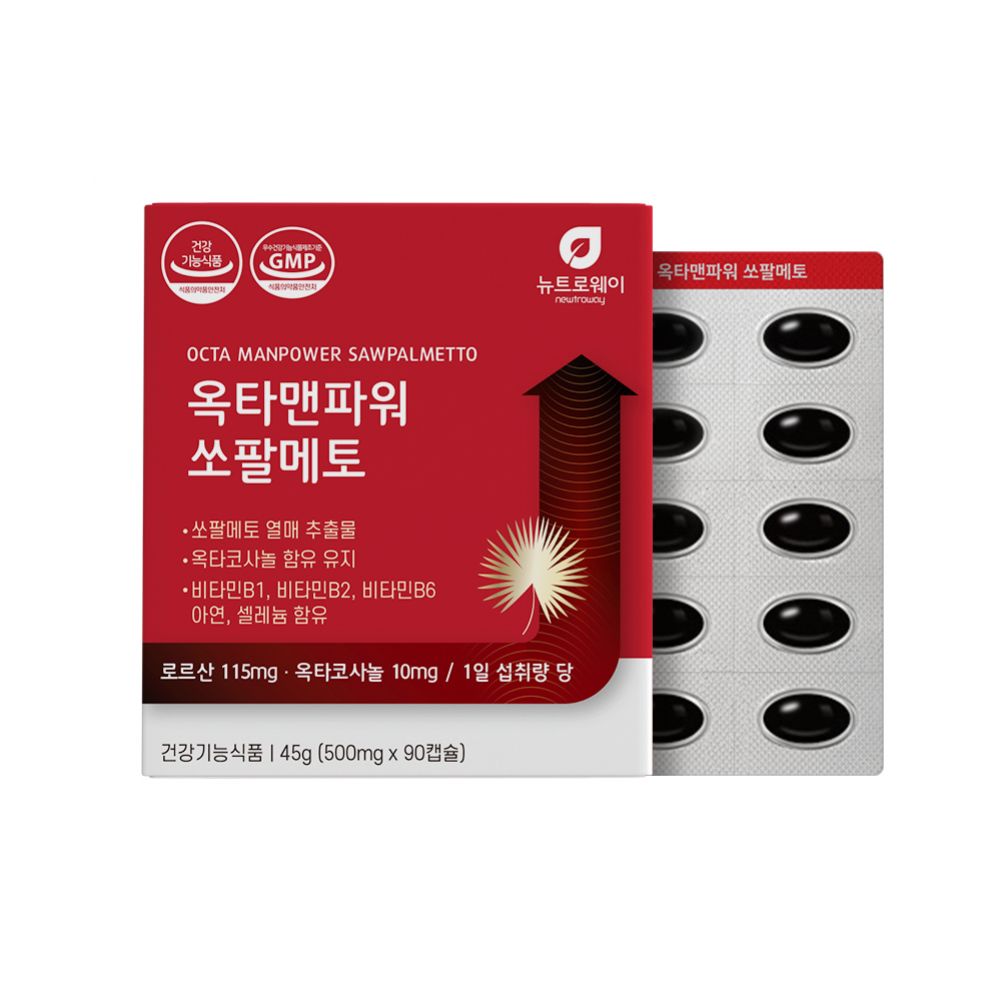 건강
기능식품
식품의약품안전처
우수건강기능식품제조기준
GMP
식품의약품안전처
뉴트로웨이
newtroway
옥타맨파워 쏘팔메토
OCTA MANPOWER SAWPALMETTO
옥타맨파워
쏘팔메토
•쏘팔메토 열매 추출물
•옥타코사놀 함유 유지
•비타민B1, 비타민B2, 비타민B6
아연, 셀레늄 함유
로르산 115mg · 옥타코사놀 10mg / 1일 섭취량 당
건강기능식품 | 45g (500mg x 90캡슐)